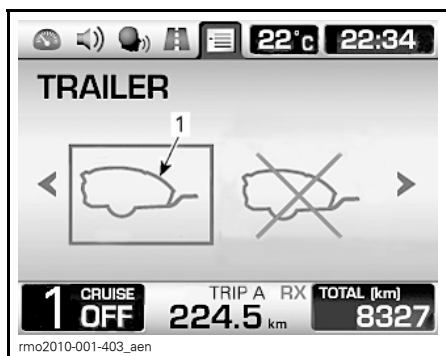 22°c 22:34
TRAILER
1
1 CRUISE OFF TRIP A RX 224.5 km TOTAL [km] 8327
rmo2010-001-403_aen